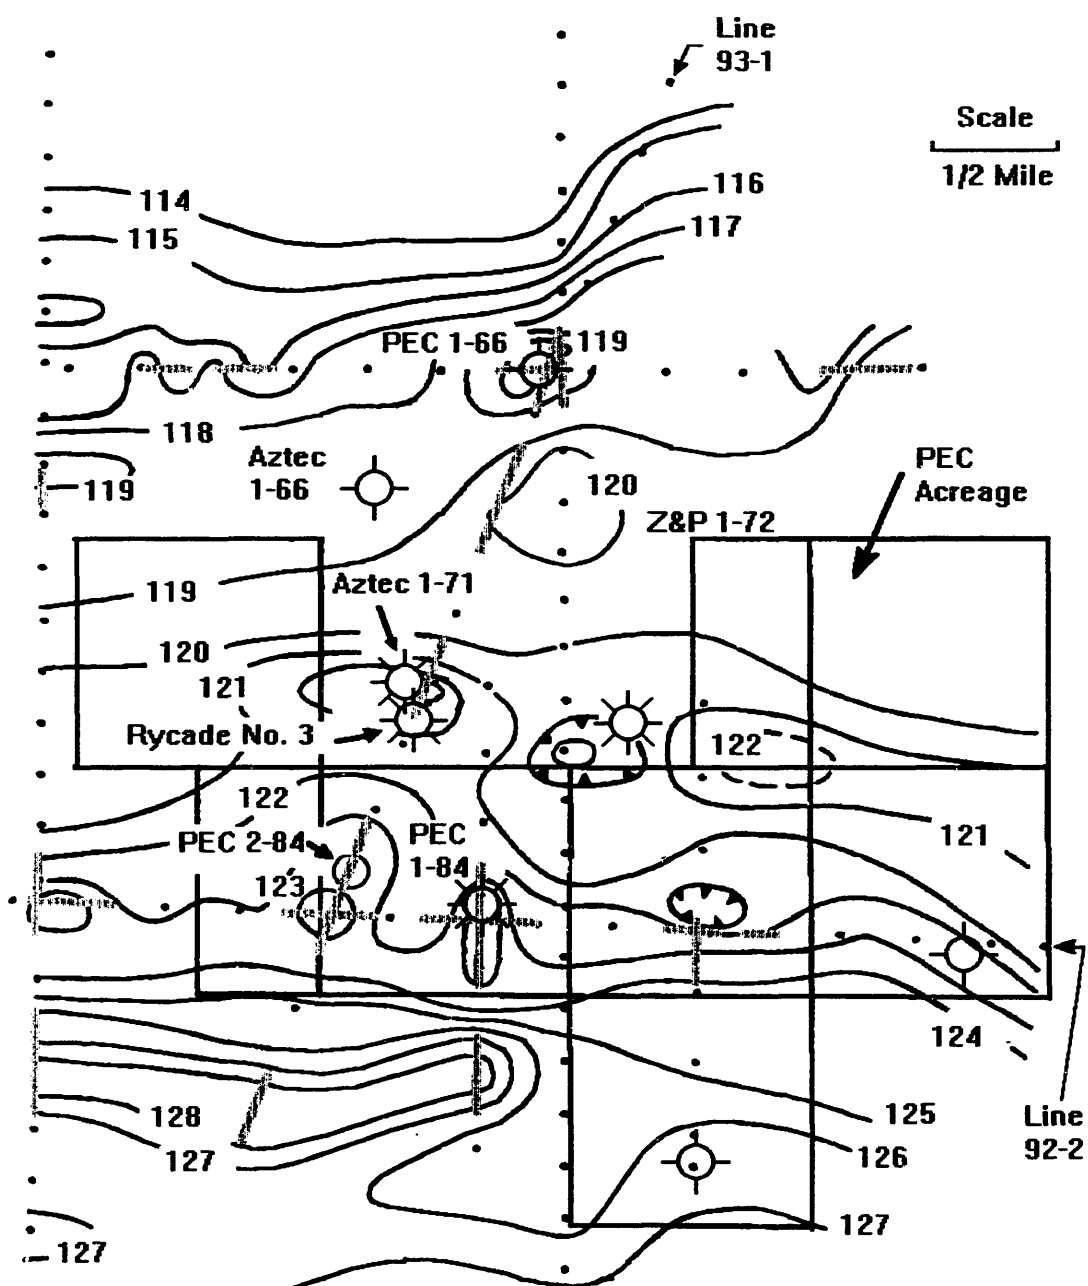 Line
93-1
Scale
1/2 Mile
114
116
115
117
PEC 1-66
119
118
Aztec
1-66
PEC
Acreage
119
120
Z&P 1-72
119
Aztec 1-71
120
121
Rycade No. 3
122
122
PEC 2-84
PEC
1-84
121
123
124
128
125
Line
92-2
127
126
127
127